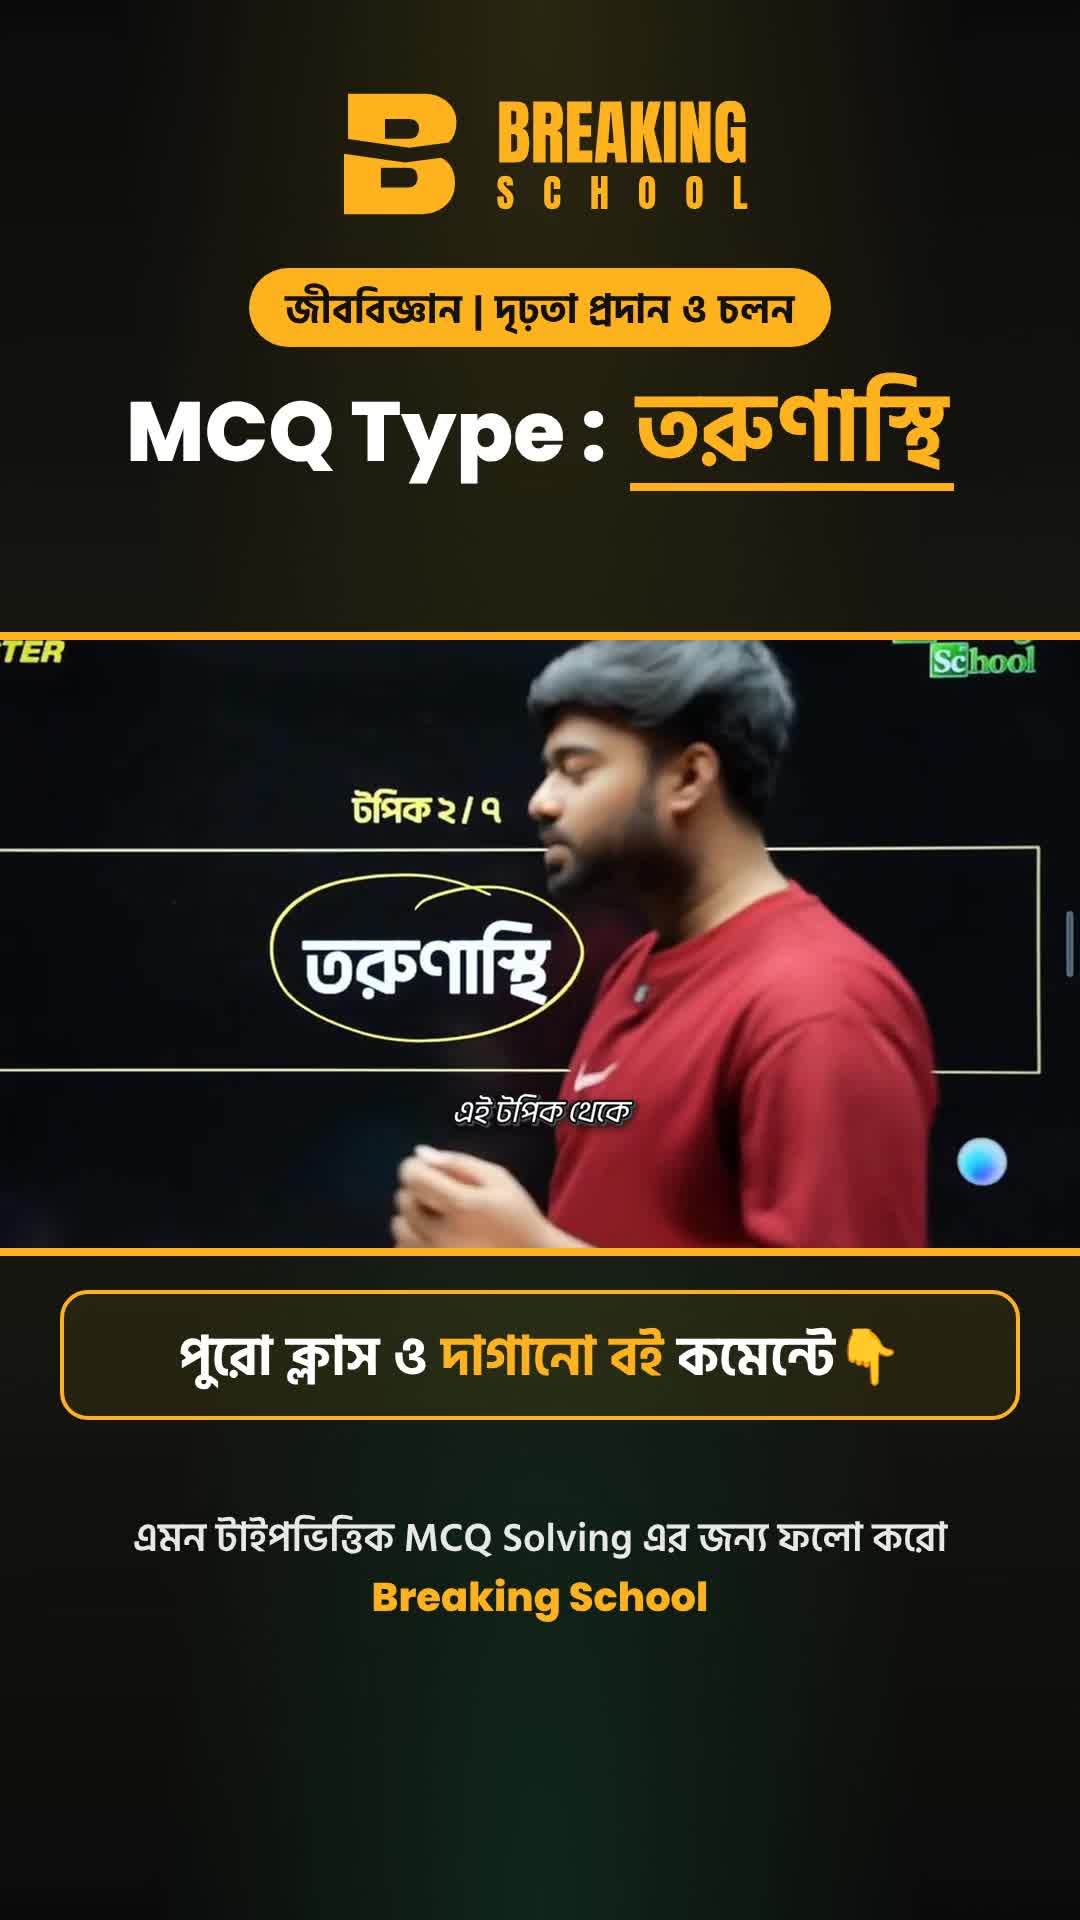 BREAKING
SCHOOL
জীববিজ্ঞান | দৃঢ়তা প্রদান ও চলন
MCQ Type : তরুণাস্থি
TER
School
টপিক ২ / ৭
তরুণাস্থি
এই টপিক থেকে
পুরো ক্লাস ও দাগানো বই কমেন্টে👇
এমন টাইপভিত্তিক MCQ Solving এর জন্য ফলো করো
Breaking School